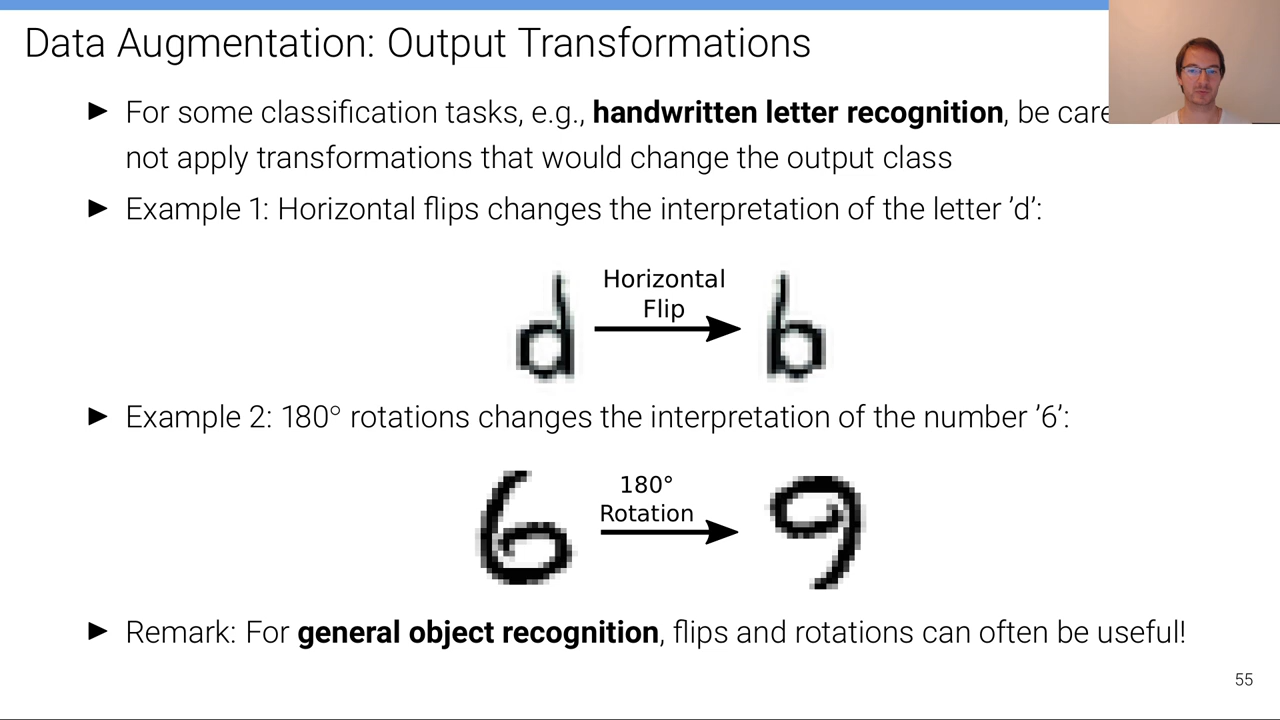 Data Augmentation: Output Transformations
► For some classification tasks, e.g., handwritten letter recognition, be
not apply transformations that would change the output class
► Example 1: Horizontal flips changes the interpretation of the letter ’d’:
Horizontal
Flip
d b
► Example 2: 180° rotations changes the interpretation of the number ’6’:
180°
Rotation
6 9
► Remark: For general object recognition, flips and rotations can often be useful!
55